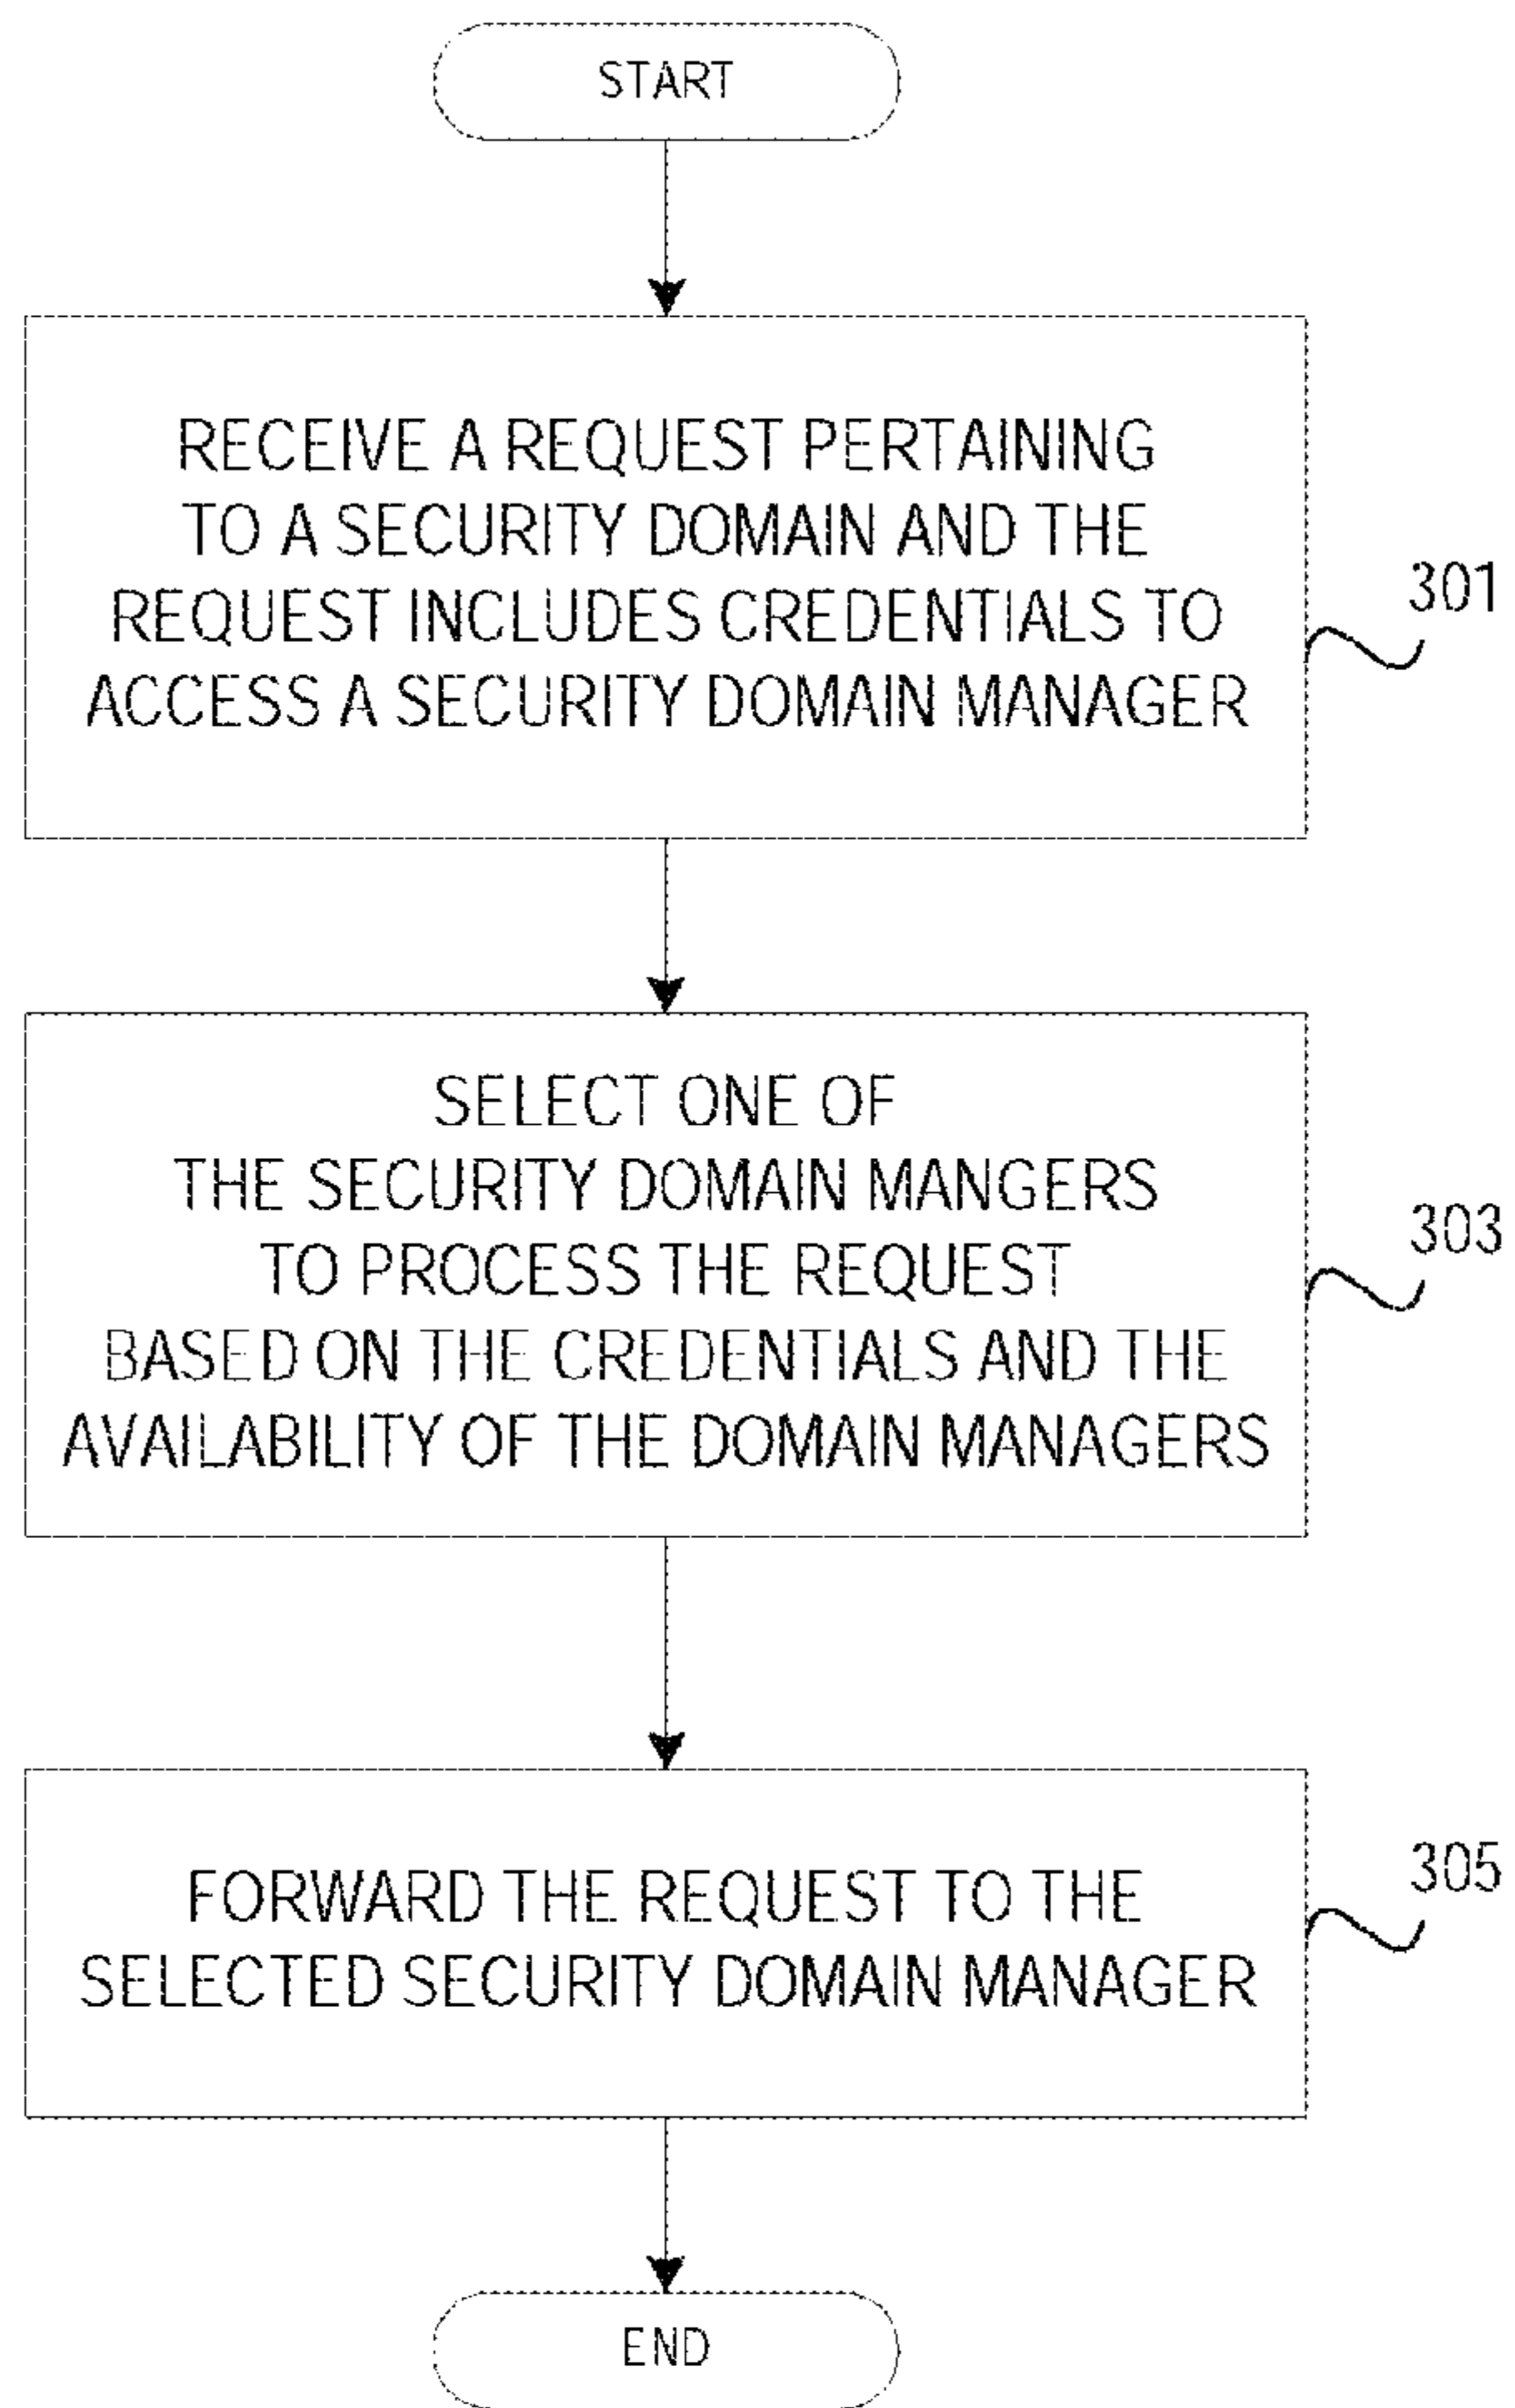 START
RECEIVE A REQUEST PERTAINING
TO A SECURITY DOMAIN AND THE
REQUEST INCLUDES CREDENTIALS TO
ACCESS A SECURITY DOMAIN MANAGER
301
SELECT ONE OF
THE SECURITY DOMAIN MANGERS
TO PROCESS THE REQUEST
BASED ON THE CREDENTIALS AND THE
AVAILABILITY OF THE DOMAIN MANAGERS
303
FORWARD THE REQUEST TO THE
SELECTED SECURITY DOMAIN MANAGER
305
END